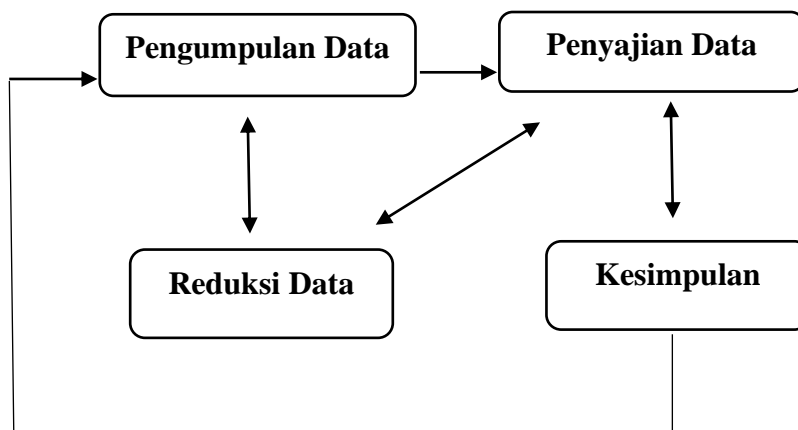 Pengumpulan Data
Penyajian Data
Reduksi Data
Kesimpulan